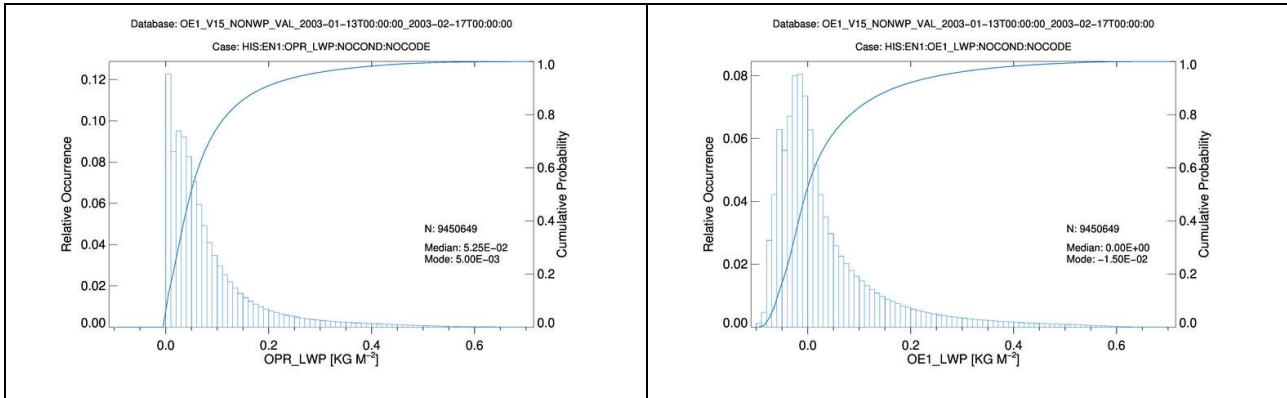 Database: OE1_V15_NONWP_VAL_2003-01-13T00:00:00_2003-02-17T00:00:00
Case: HIS:EN1:OPR_LWP:NOCOND:NOCODE
Relative Occurrence
0.12
0.10
0.08
0.06
0.04
0.02
0.00
1.0
0.8
0.6
0.4
0.2
0.0
Cumulative Probability
N: 9450649
Median: 5.25E-02
Mode: 5.00E-03
0.0 0.2 0.4 0.6
OPR_LWP [KG M⁻²]
Database: OE1_V15_NONWP_VAL_2003-01-13T00:00:00_2003-02-17T00:00:00
Case: HIS:EN1:OE1_LWP:NOCOND:NOCODE
Relative Occurrence
0.08
0.06
0.04
0.02
0.00
1.0
0.8
0.6
0.4
0.2
0.0
Cumulative Probability
N: 9450649
Median: 0.00E+00
Mode: -1.50E-02
0.0 0.2 0.4 0.6
OE1_LWP [KG M⁻²]